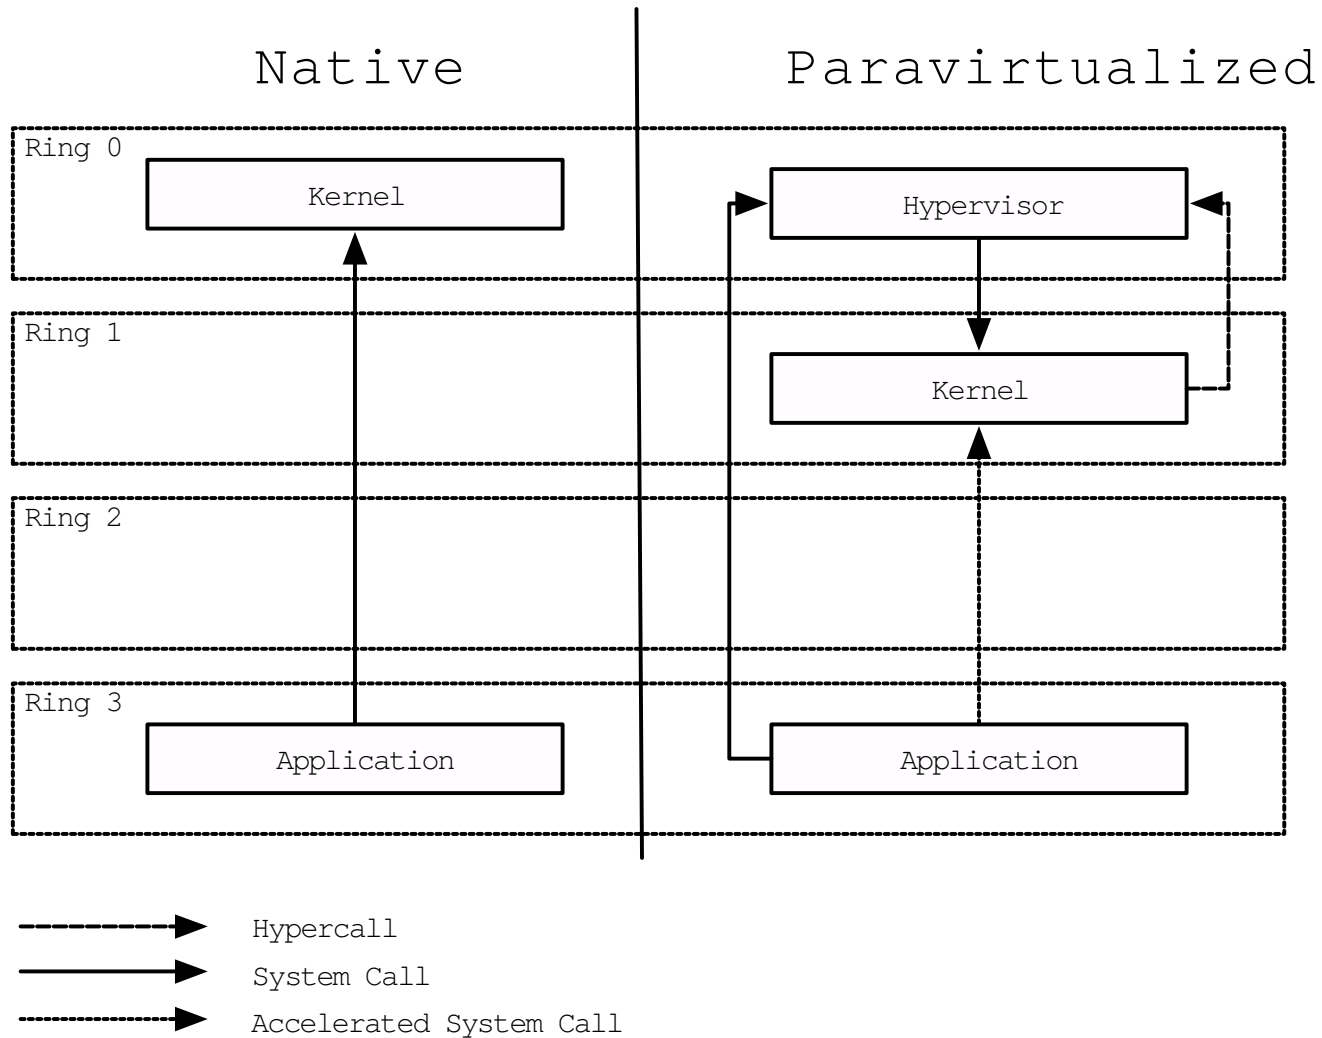 Native
Paravirtualized
Ring 0
Kernel
Hypervisor
Ring 1
Kernel
Ring 2
Ring 3
Application
Application
Hypercall
System Call
Accelerated System Call